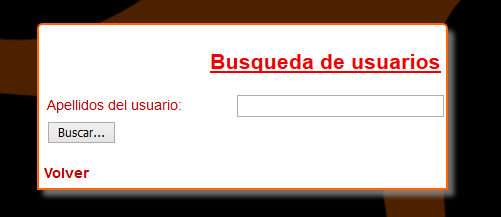 Busqueda de usuarios
Apellidos del usuario:
Buscar...
Volver